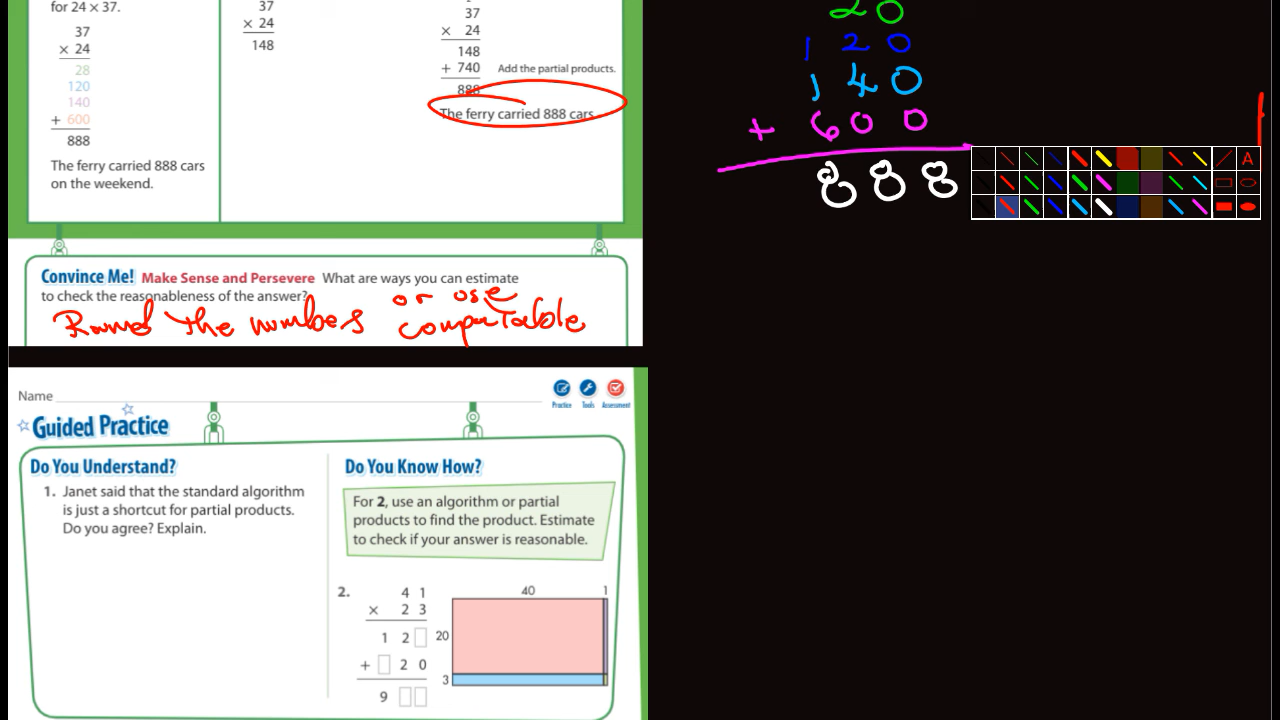 for 24 × 37.
37
× 24
28
120
140
+ 600
888
The ferry carried 888 cars
on the weekend.
37
× 24
148
37
× 24
148
+ 740 Add the partial products.
888
The ferry carried 888 cars
20
120
140
+ 600
888
A
Convince Me! Make Sense and Persevere What are ways you can estimate
to check the reasonableness of the answer?
or use
the numbers
Name
Practice Tools Assessment
Guided Practice
Do You Understand?
1. Janet said that the standard algorithm
is just a shortcut for partial products.
Do you agree? Explain.
Do You Know How?
For 2, use an algorithm or partial
products to find the product. Estimate
to check if your answer is reasonable.
2. 4 1
× 2 3
1 2
+ 2 0
9
40 1
20
3